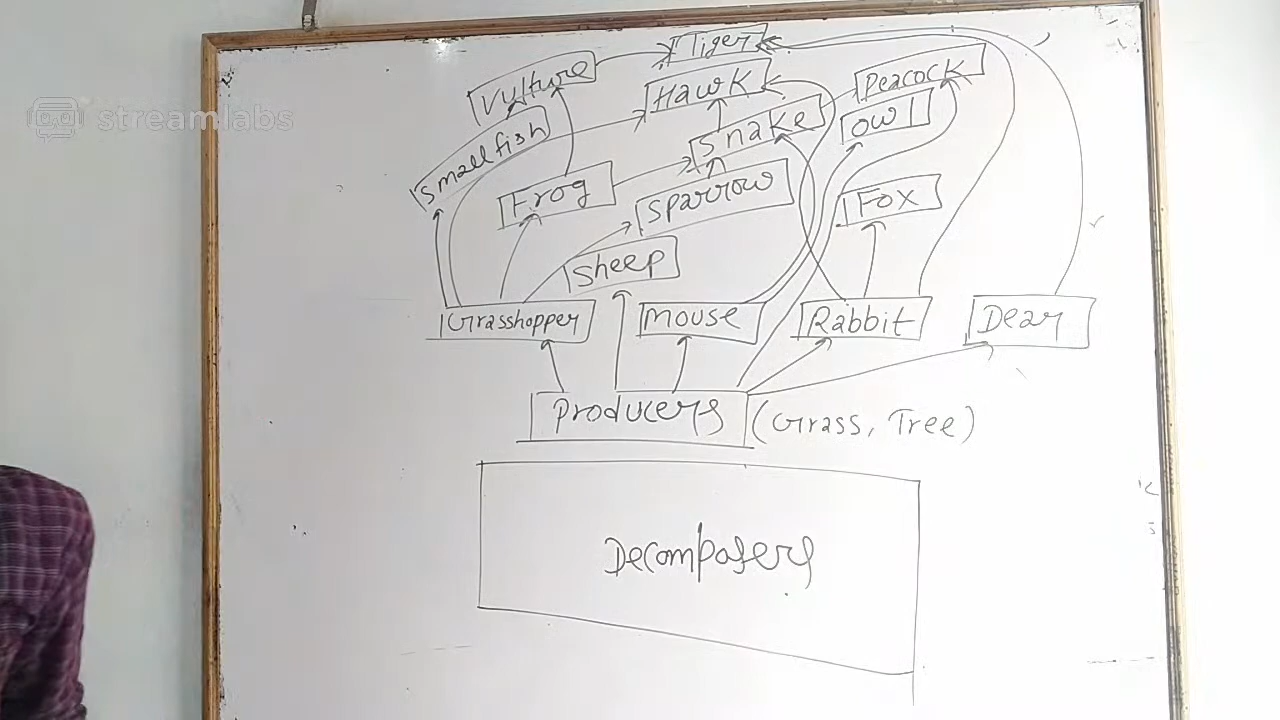 Tiger
Vulture
Hawk
Peacock
Small fish
Snake
owl
Frog
Sparrow
Fox
Sheep
Grasshopper
Mouse
Rabbit
Dear
Producers (Grass, Tree)
Decomposers
streamlabs